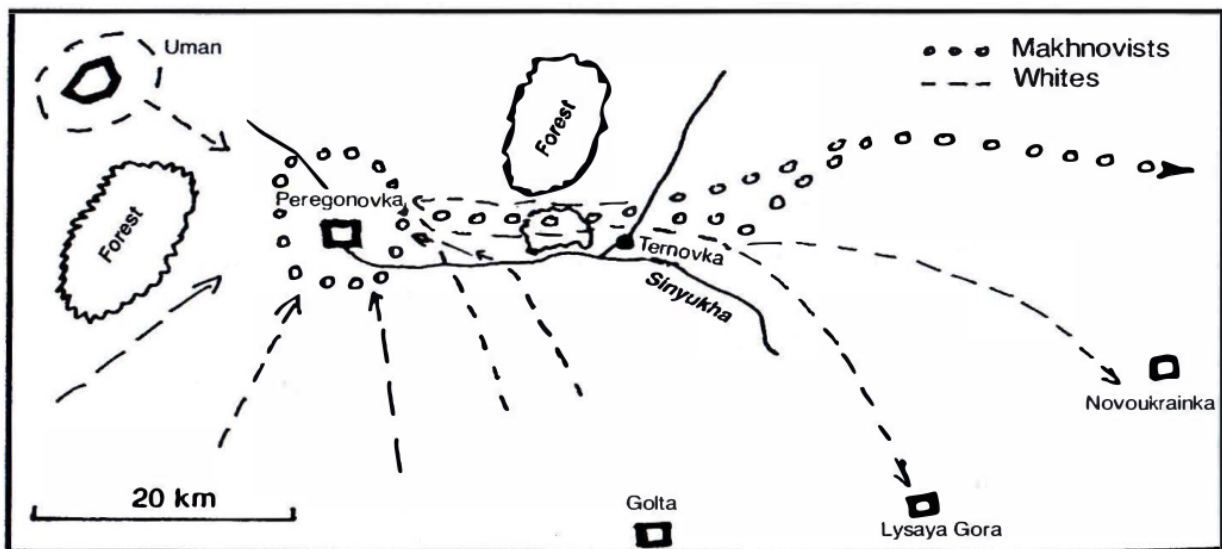 Uman
Makhnovists
Whites
Forest
Forest
Peregonovka
Ternovka
Sinyukha
Novoukrainka
20 km
Golta
Lysaya Gora